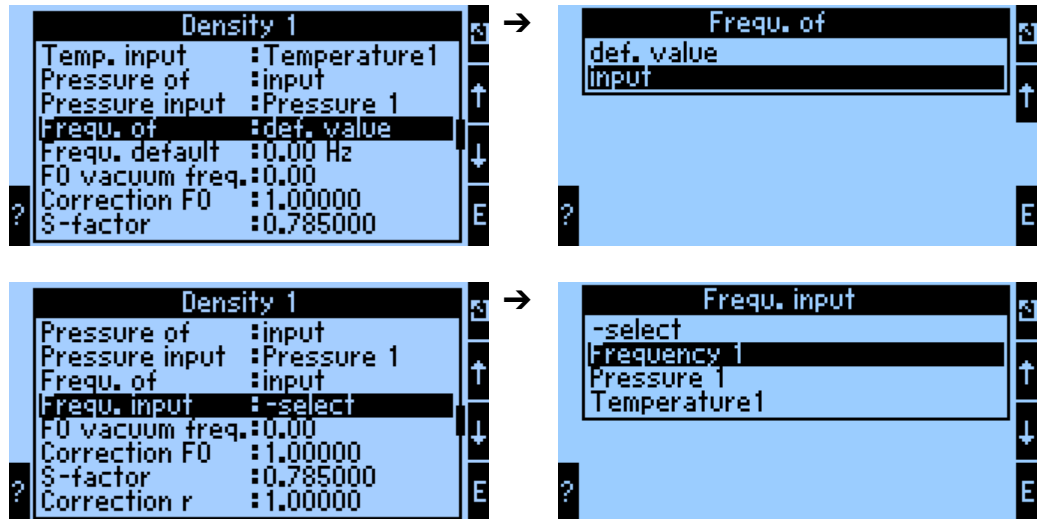 Density 1
Temp. input :Temperature1
Pressure of :input
Pressure input :Pressure 1
Frequ. of :def. value
Frequ. default :0.00 Hz
F0 vacuum freq.:0.00
Correction F0 :1.00000
S-factor :0.785000
?
E
➔
Frequ. of
def. value
input
?
E
Density 1
Pressure of :input
Pressure input :Pressure 1
Frequ. of :input
Frequ. input :-select
F0 vacuum freq.:0.00
Correction F0 :1.00000
S-factor :0.785000
Correction r :1.00000
?
E
➔
Frequ. input
-select
Frequency 1
Pressure 1
Temperature1
?
E